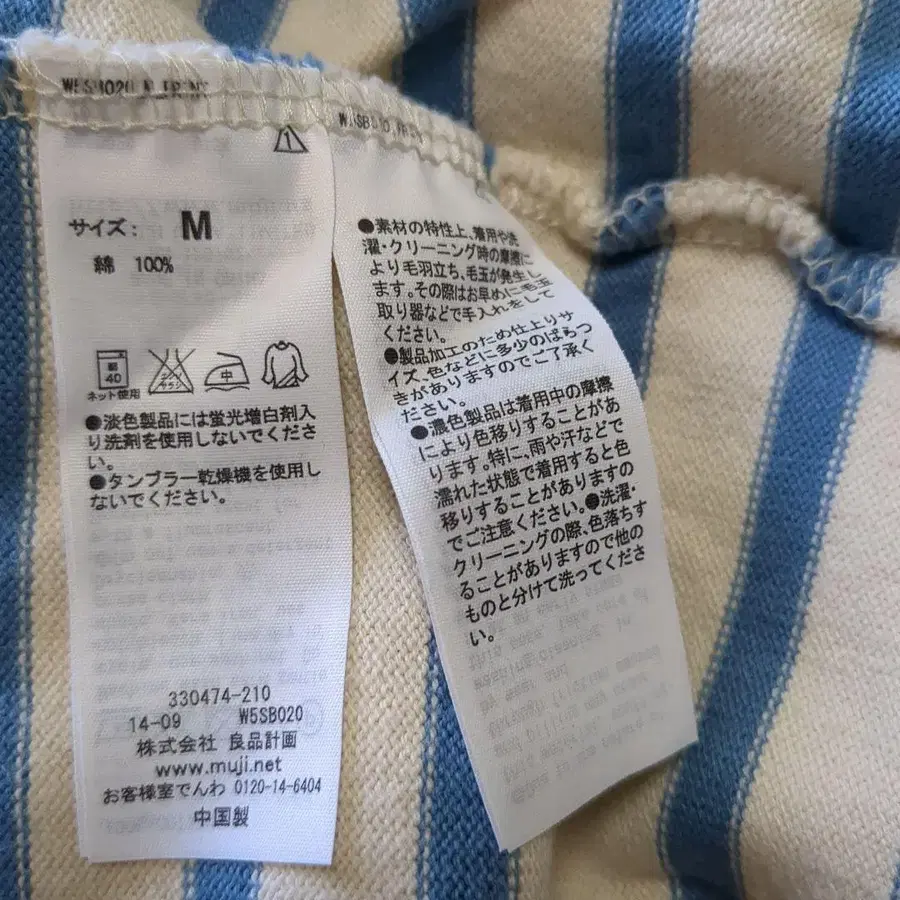 W5SB020
サイズ: M
綿 100%
40
ネット使用
中
●淡色製品には蛍光増白剤入
り洗剤を使用しないでくださ
い。
●タンブラー乾燥機を使用し
ないでください。
330474-210
14-09 W5SB020
株式会社 良品計画
www.muji.net
お客様室でんわ 0120-14-6404
中国製
●素材の特性上、着用や洗
濯・クリーニング時の摩擦に
より毛羽立ち、毛玉が発生し
ます。その際はお早めに毛玉
取り器などで手入れをして
ください。
●製品加工のため仕上りサ
イズ、色などに多少のばらつ
きがありますのでご了承く
ださい。
●濃色製品は着用中の摩擦
により色移りすることがあ
ります。特に、雨や汗などで
濡れた状態で着用すると色
移りすることがありますの
でご注意ください。●洗濯・
クリーニングの際、色落ちす
ることがありますので他の
ものと分けて洗ってくださ
い。